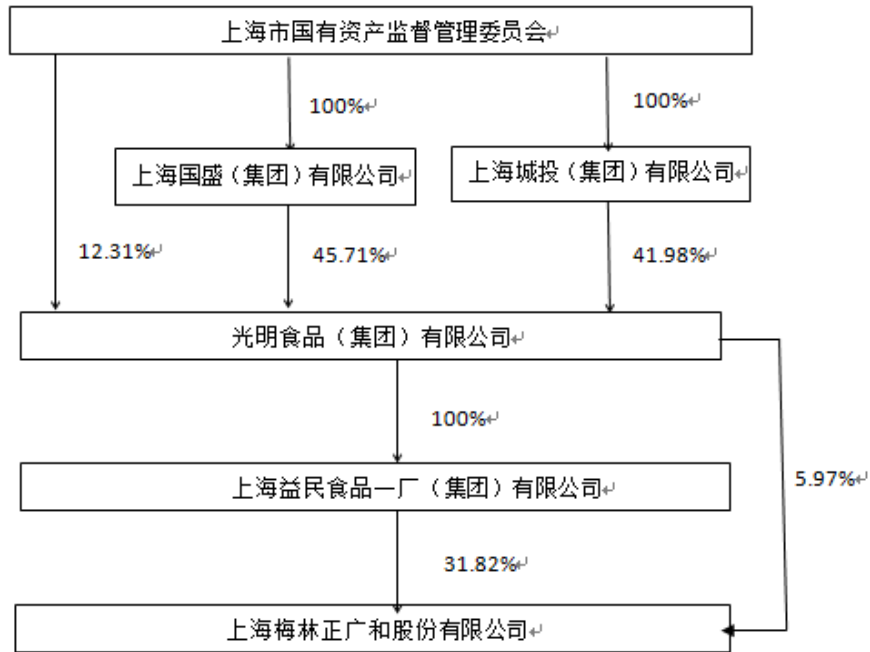 上海市国有资产监督管理委员会↵
100%↵
100%↵
上海国盛（集团）有限公司↵
上海城投（集团）有限公司↵
12.31%↵
45.71%↵
41.98%↵
光明食品（集团）有限公司↵
100%↵
上海益民食品一厂（集团）有限公司↵
5.97%↵
31.82%↵
上海梅林正广和股份有限公司↵